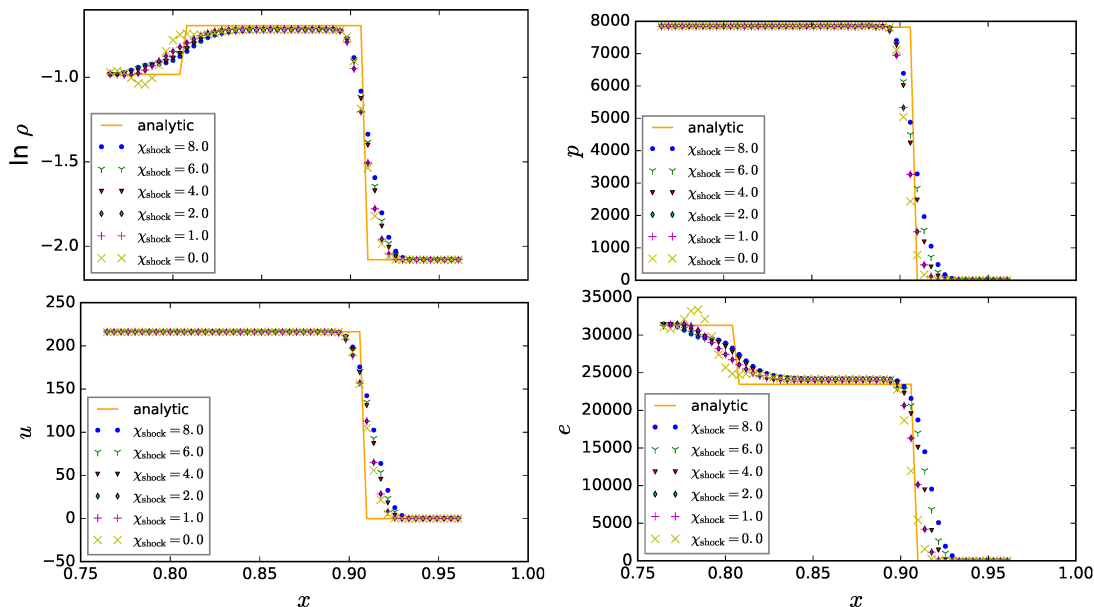 ln ρ
−1.0
−1.5
−2.0
analytic
χshock = 8.0
χshock = 6.0
χshock = 4.0
χshock = 2.0
χshock = 1.0
χshock = 0.0
p
8000
7000
6000
5000
4000
3000
2000
1000
0
analytic
χshock = 8.0
χshock = 6.0
χshock = 4.0
χshock = 2.0
χshock = 1.0
χshock = 0.0
u
250
200
150
100
50
0
−50
analytic
χshock = 8.0
χshock = 6.0
χshock = 4.0
χshock = 2.0
χshock = 1.0
χshock = 0.0
0.75 0.80 0.85 0.90 0.95 1.00
x
e
35000
30000
25000
20000
15000
10000
5000
0
analytic
χshock = 8.0
χshock = 6.0
χshock = 4.0
χshock = 2.0
χshock = 1.0
χshock = 0.0
0.75 0.80 0.85 0.90 0.95 1.00
x